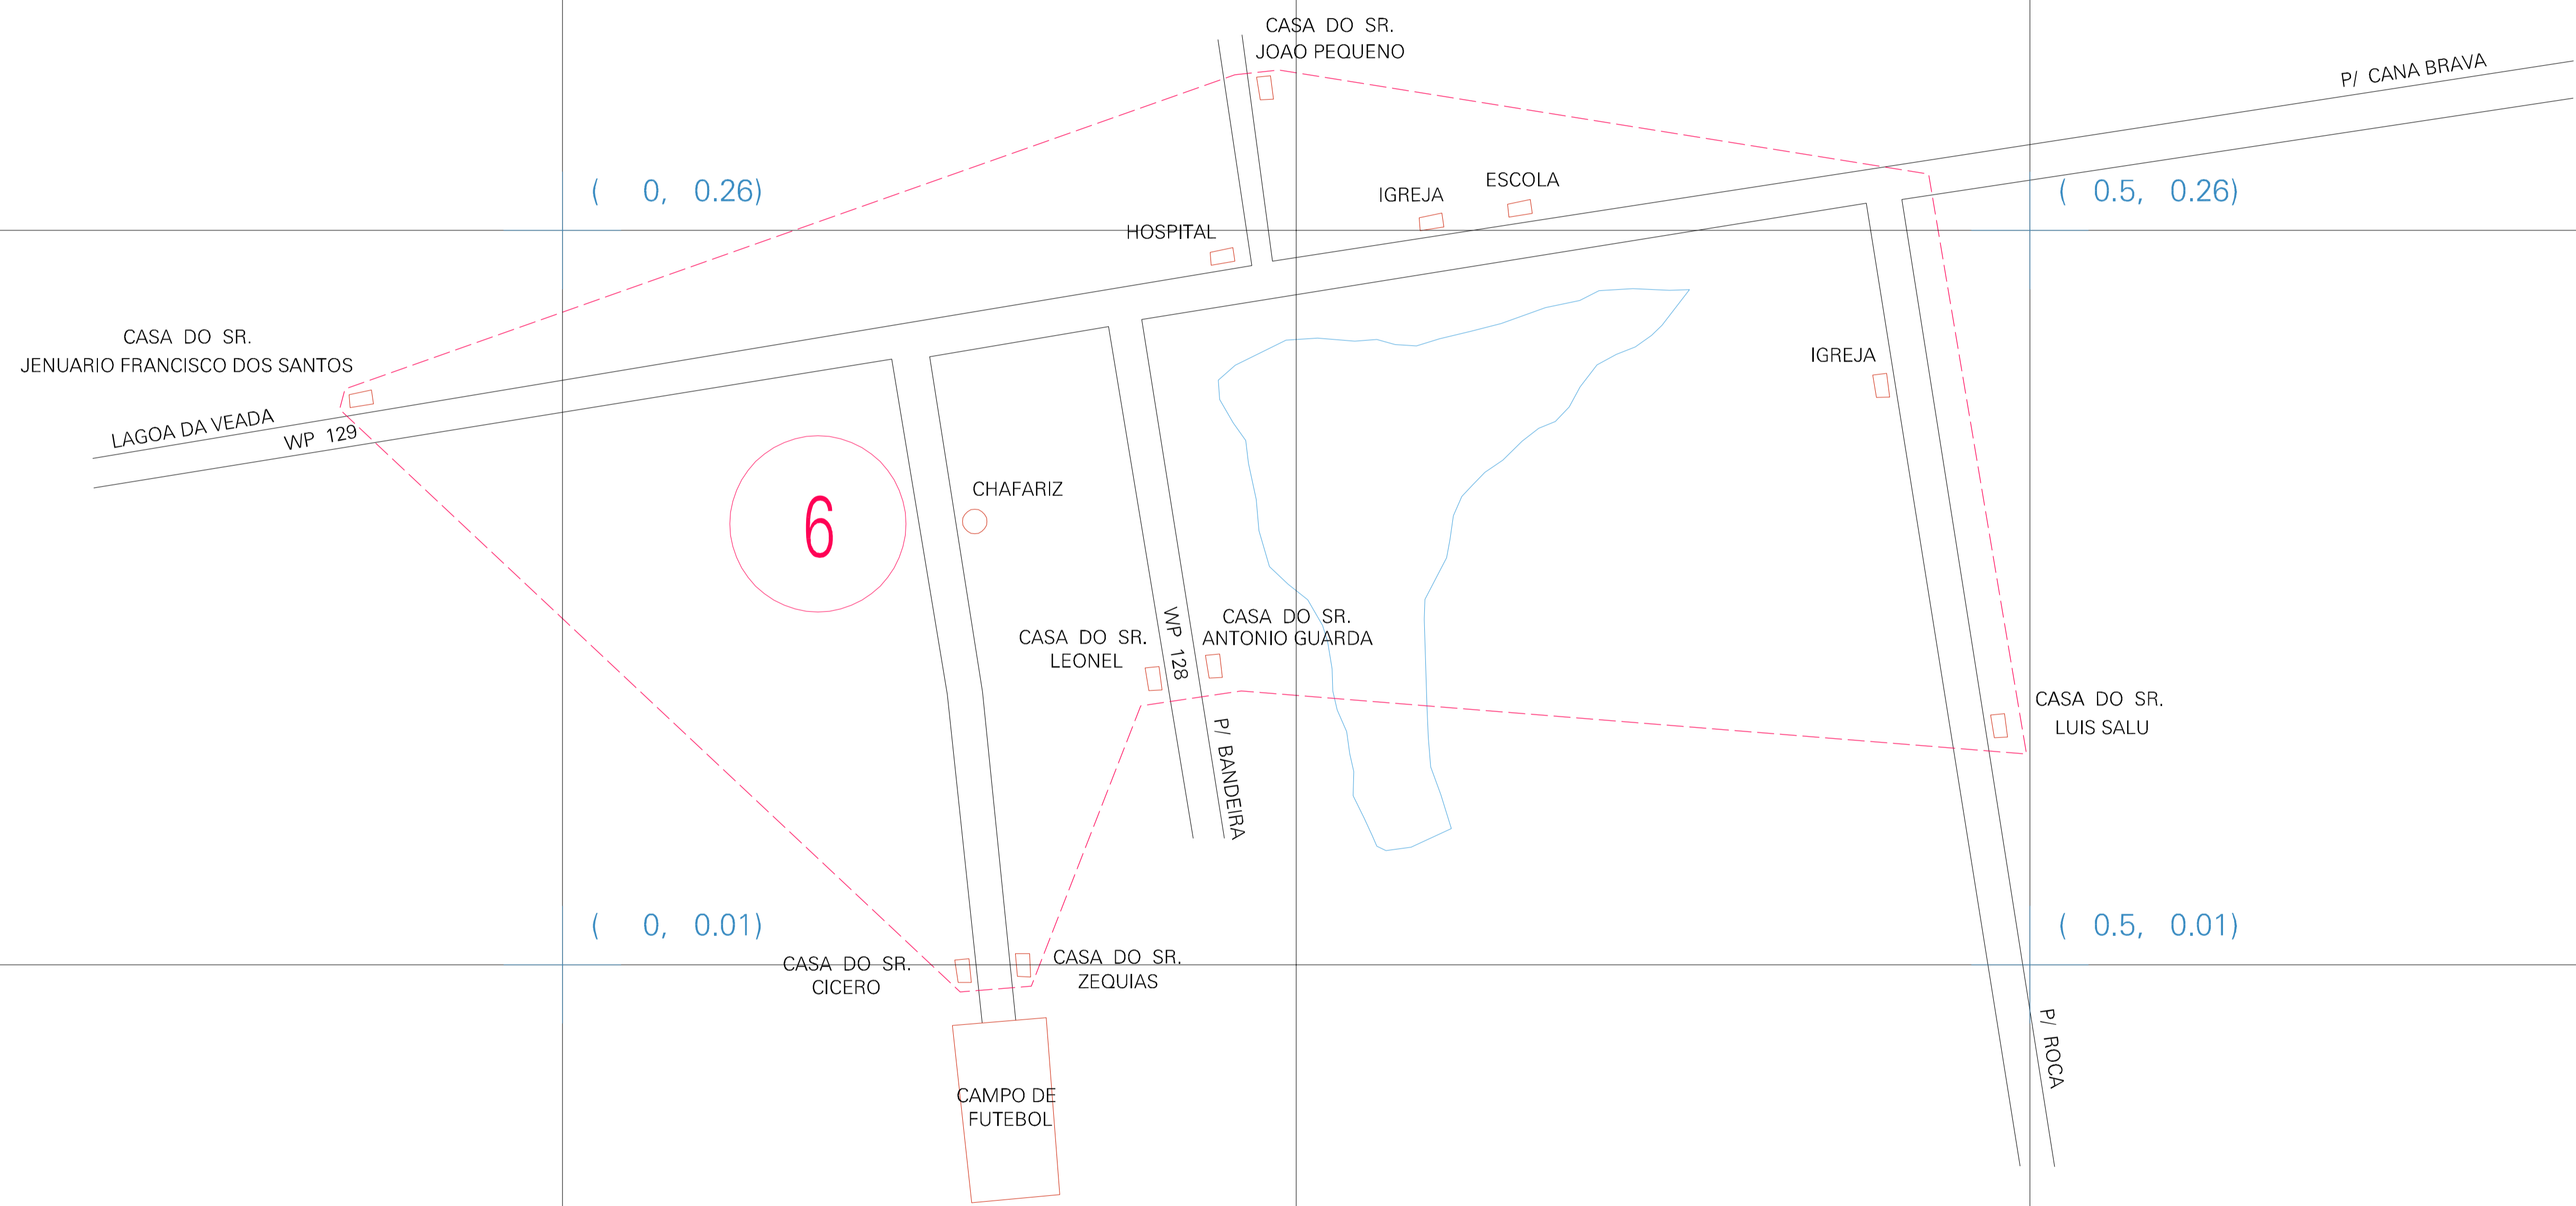 CASA DO SR.
JOAO PEQUENO
P/ CANA BRAVA
( 0, 0.26)
IGREJA
ESCOLA
( 0.5, 0.26)
HOSPITAL
CASA DO SR.
JENUARIO FRANCISCO DOS SANTOS
LAGOA DA VEADA
WP 129
IGREJA
6
CHAFARIZ
CASA DO SR.
LEONEL
WP 128
CASA DO SR.
ANTONIO GUARDA
P/ BANDEIRA
CASA DO SR.
LUIS SALU
( 0, 0.01)
( 0.5, 0.01)
CASA DO SR.
CICERO
CASA DO SR.
ZEQUIAS
P/ ROCA
CAMPO DE
FUTEBOL